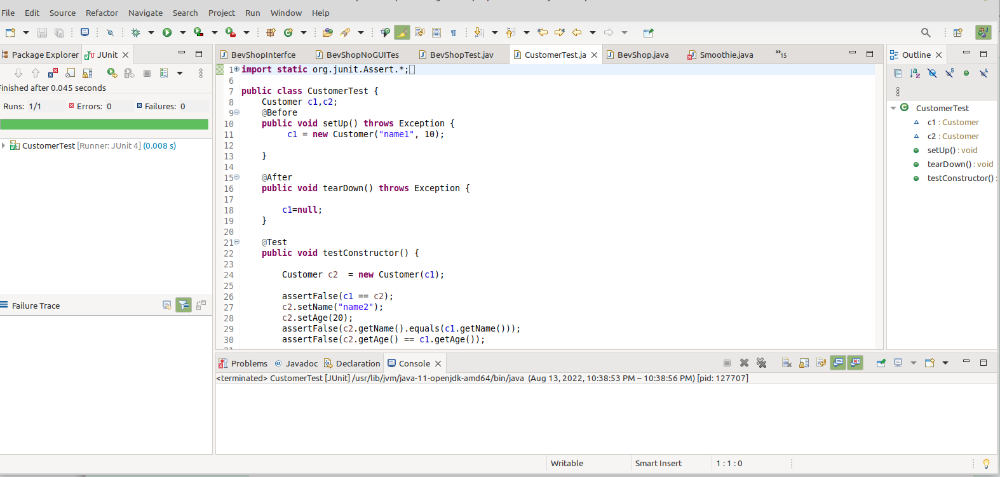 File Edit Source Refactor Navigate Search Project Run Window Help
Package Explorer JUnit
Finished after 0.045 seconds
Runs: 1/1 Errors: 0 Failures: 0
CustomerTest [Runner: JUnit 4] (0.008 s)
Failure Trace
BevShopInterfce BevShopNoGUITes BevShopTest.jav CustomerTest.ja BevShop.java Smoothie.java »15
1 import static org.junit.Assert.*;
6
7 public class CustomerTest {
8 Customer c1,c2;
9 @Before
10 public void setUp() throws Exception {
11 c1 = new Customer("name1", 10);
12
13 }
14
15 @After
16 public void tearDown() throws Exception {
17
18 c1=null;
19 }
20
21 @Test
22 public void testConstructor() {
23
24 Customer c2  = new Customer(c1);
25
26 assertFalse(c1 == c2);
27 c2.setName("name2");
28 c2.setAge(20);
29 assertFalse(c2.getName().equals(c1.getName()));
30 assertFalse(c2.getAge() == c1.getAge());
Outline
CustomerTest
c1 : Customer
c2 : Customer
setUp() : void
tearDown() : void
testConstructor() :
Problems @ Javadoc Declaration Console
<terminated> CustomerTest [JUnit] /usr/lib/jvm/java-11-openjdk-amd64/bin/java (Aug 13, 2022, 10:38:53 PM – 10:38:56 PM) [pid: 127707]
Writable Smart Insert 1 : 1 : 0